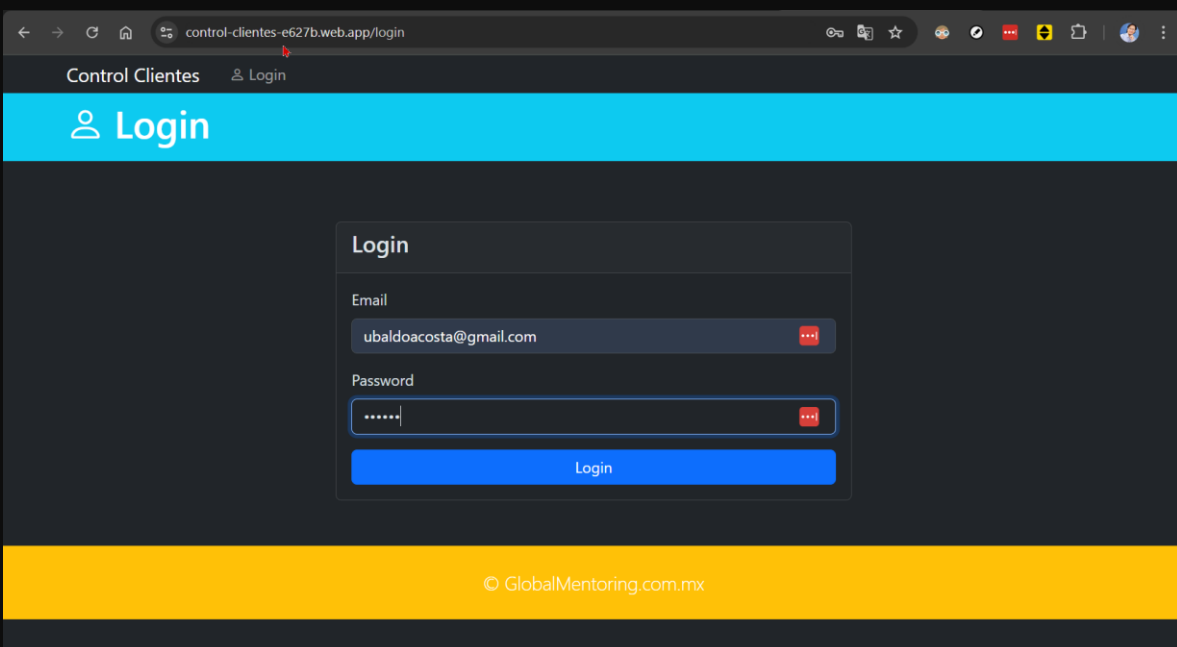 control-clientes-e627b.web.app/login
Control Clientes Login
Login
Login
Email
ubaldoacosta@gmail.com
Password
••••••
Login
© GlobalMentoring.com.mx